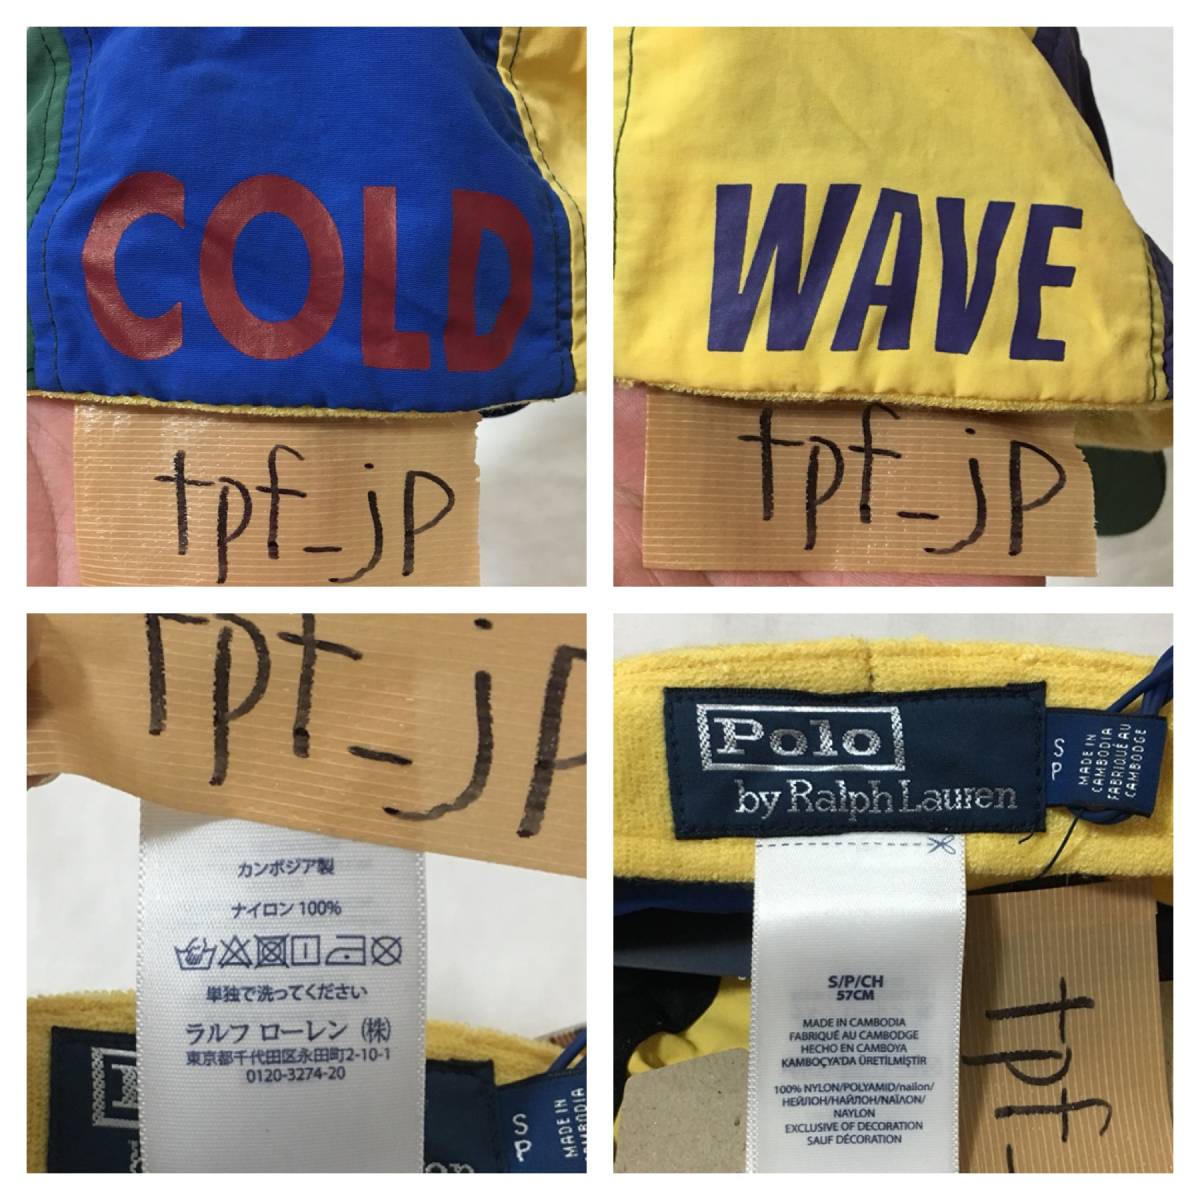 COLD
tpf_jp
WAVE
tpf_jp
tpf_jp
カンボジア製
ナイロン 100%
単独で洗ってください
ラルフ ローレン (株)
東京都千代田区永田町2-10-1
0120-3274-20
S
P
MADE IN
CAMBODIA
Polo
by Ralph Lauren
S
P
MADE IN
CAMBODIA
FABRIQUÉ AU
CAMBODGE
S/P/CH
57CM
MADE IN CAMBODIA
FABRIQUÉ AU CAMBODGE
HECHO EN CAMBOYA
KAMBOÇYA'DA ÜRETILMIŞTIR
100% NYLON/POLYAMID/nailon/
НЕЙЛОН/НАЙЛОН/ΝΑΪΛΟΝ/
NAYLON
EXCLUSIVE OF DECORATION
SAUF DÉCORATION
tpf_